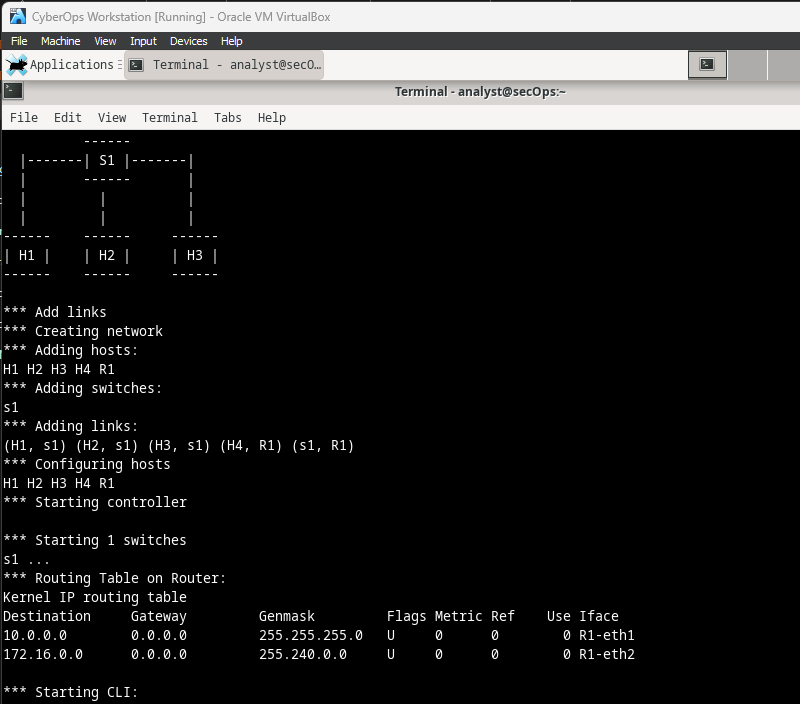 CyberOps Workstation [Running] - Oracle VM VirtualBox
File Machine View Input Devices Help
Applications Terminal - analyst@secO...
Terminal - analyst@secOps:~
File Edit View Terminal Tabs Help
          ------
  |-------| S1 |-------|
  |       ------       |
  |         |          |
  |         |          |
------    ------     ------
| H1 |    | H2 |     | H3 |
------    ------     ------
*** Add links
*** Creating network
*** Adding hosts:
H1 H2 H3 H4 R1
*** Adding switches:
s1
*** Adding links:
(H1, s1) (H2, s1) (H3, s1) (H4, R1) (s1, R1)
*** Configuring hosts
H1 H2 H3 H4 R1
*** Starting controller
*** Starting 1 switches
s1 ...
*** Routing Table on Router:
Kernel IP routing table
Destination     Gateway         Genmask         Flags Metric Ref    Use Iface
10.0.0.0        0.0.0.0         255.255.255.0   U     0      0        0 R1-eth1
172.16.0.0      0.0.0.0         255.240.0.0     U     0      0        0 R1-eth2
*** Starting CLI: